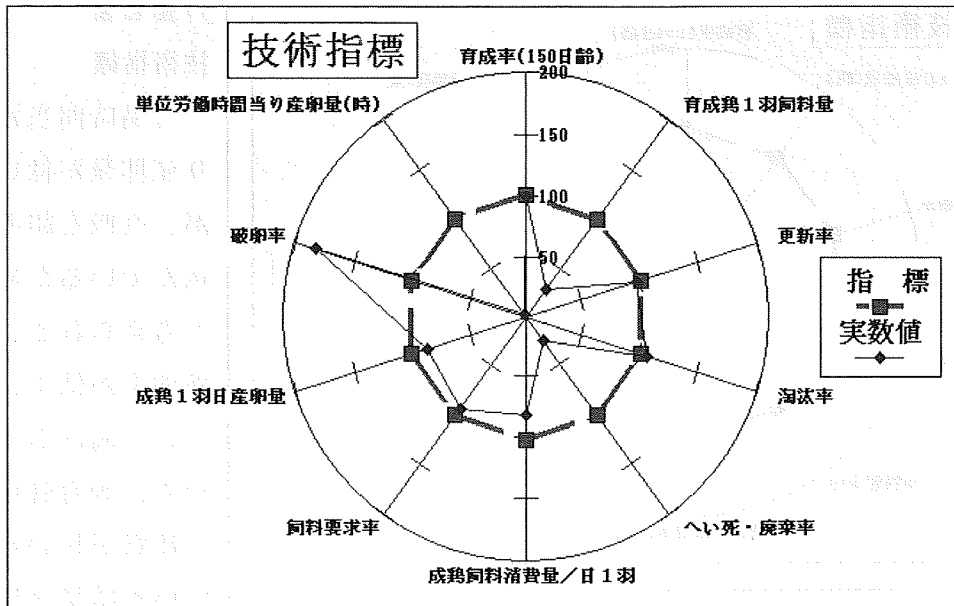 技術指標
育成率(150日齢)
200
単位労働時間当り産卵量(時)
育成鶏1羽飼料量
150
100
破卵率
更新率
50
指 標
実数値
成鶏1羽日産卵量
淘汰率
飼料要求率
へい死・廃棄率
成鶏飼料消費量/日1羽